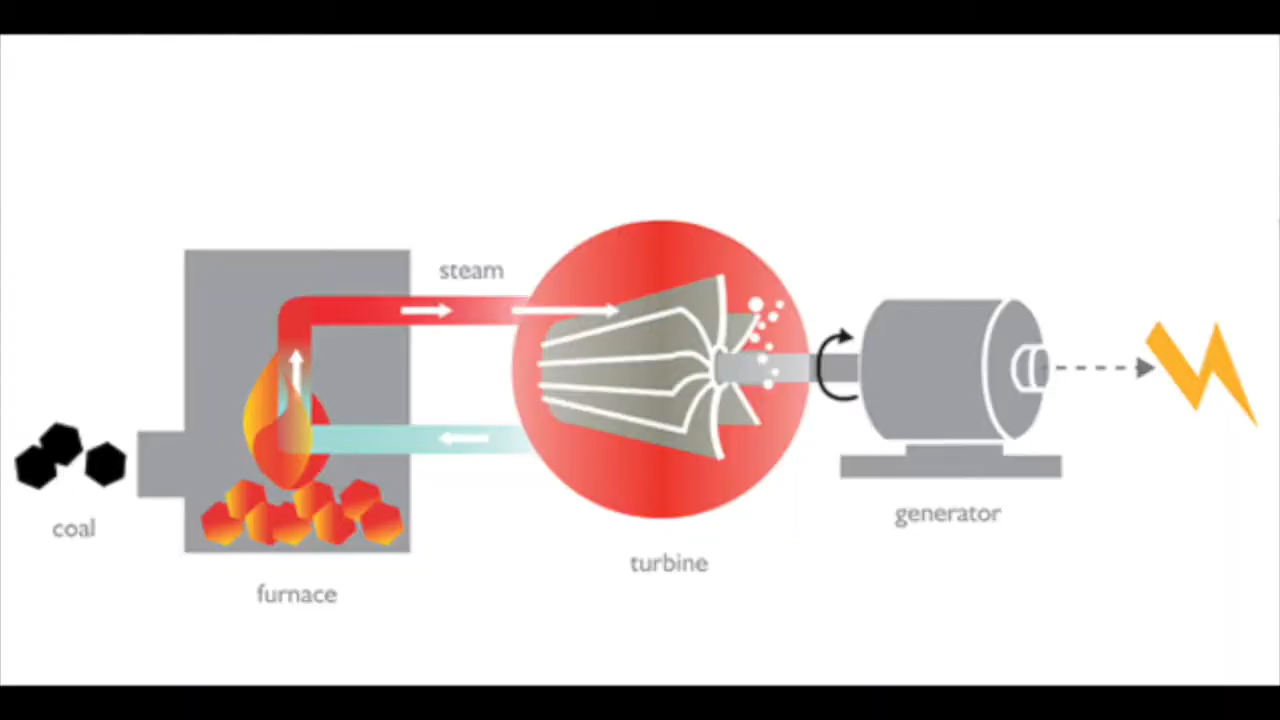 steam
coal
generator
turbine
furnace